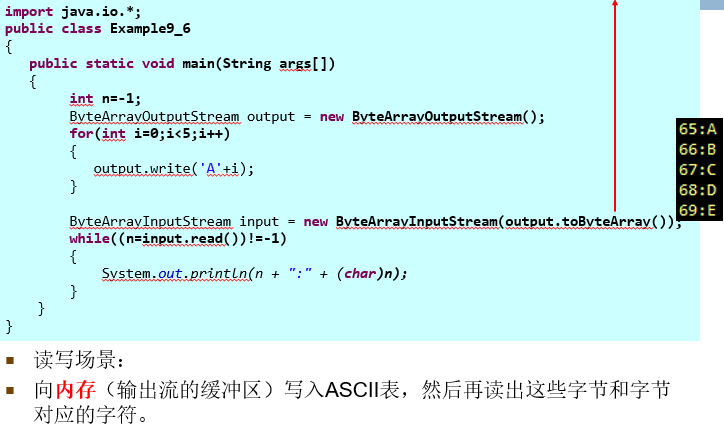 import java.io.*;
public class Example9_6
{
public static void main(String args[])
{
int n=-1;
ByteArrayOutputStream output = new ByteArrayOutputStream();
for(int i=0;i<5;i++)
{
output.write('A'+i);
}
ByteArrayInputStream input = new ByteArrayInputStream(output.toByteArray());
while((n=input.read())!=-1)
{
System.out.println(n + ":" + (char)n);
}
}
}
65:A
66:B
67:C
68:D
69:E
读写场景：
向内存（输出流的缓冲区）写入ASCII表，然后再读出这些字节和字节
对应的字符。